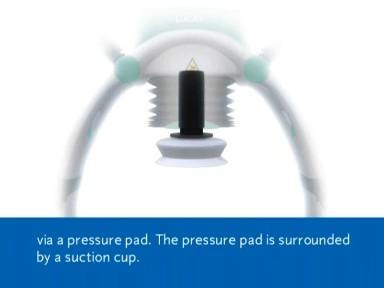 via a pressure pad. The pressure pad is surrounded
by a suction cup.